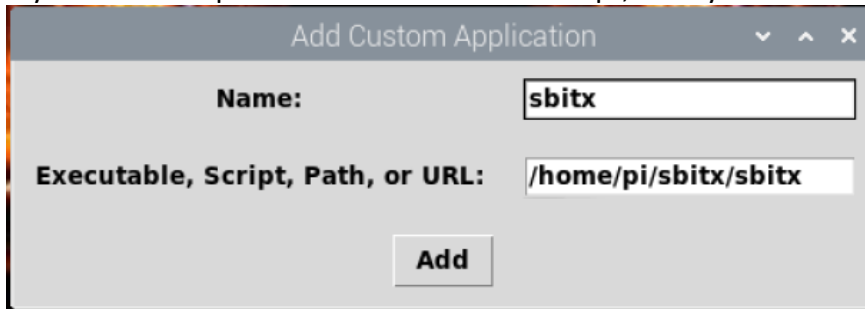 Add Custom Application
Name: sbitx
Executable, Script, Path, or URL: /home/pi/sbitx/sbitx
Add